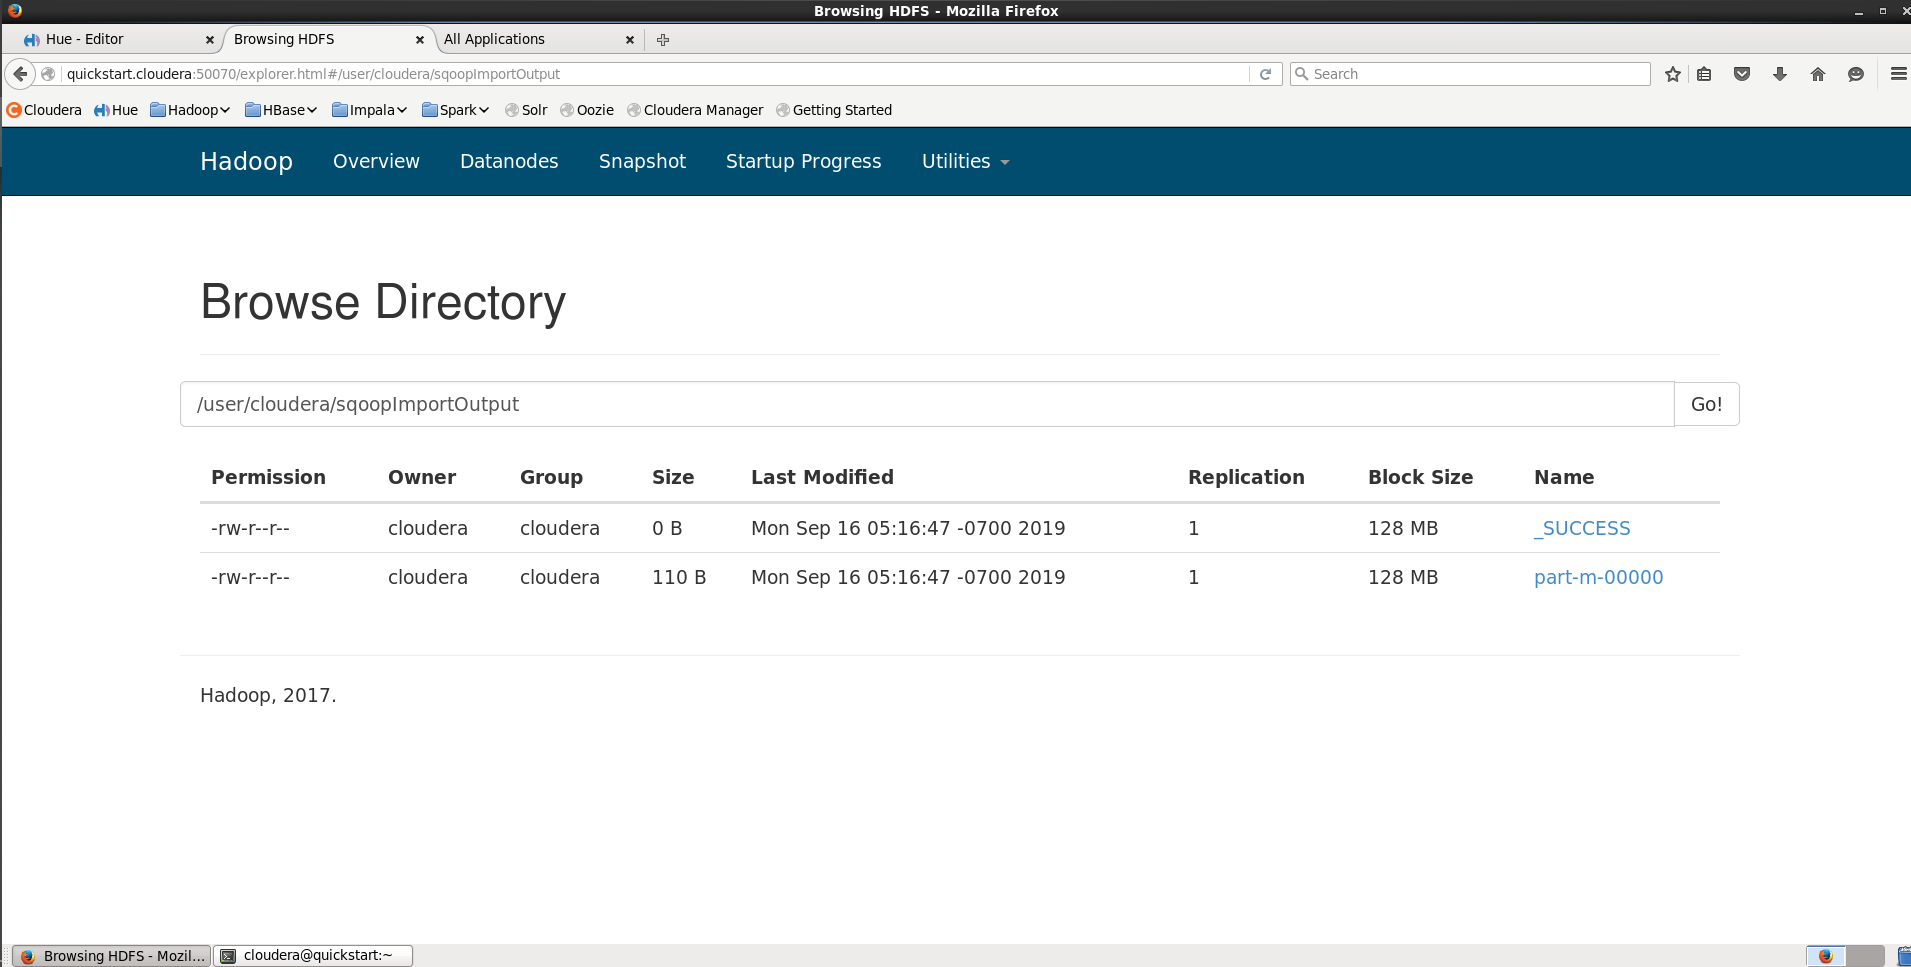 Browsing HDFS - Mozilla Firefox
Hue - Editor Browsing HDFS All Applications
quickstart.cloudera:50070/explorer.html#/user/cloudera/sqoopImportOutput Search
Cloudera Hue Hadoop HBase Impala Spark Solr Oozie Cloudera Manager Getting Started
Hadoop Overview Datanodes Snapshot Startup Progress Utilities
Browse Directory
/user/cloudera/sqoopImportOutput Go!
Permission Owner Group Size Last Modified Replication Block Size Name
-rw-r--r-- cloudera cloudera 0 B Mon Sep 16 05:16:47 -0700 2019 1 128 MB _SUCCESS
-rw-r--r-- cloudera cloudera 110 B Mon Sep 16 05:16:47 -0700 2019 1 128 MB part-m-00000
Hadoop, 2017.
Browsing HDFS - Mozil... cloudera@quickstart:~